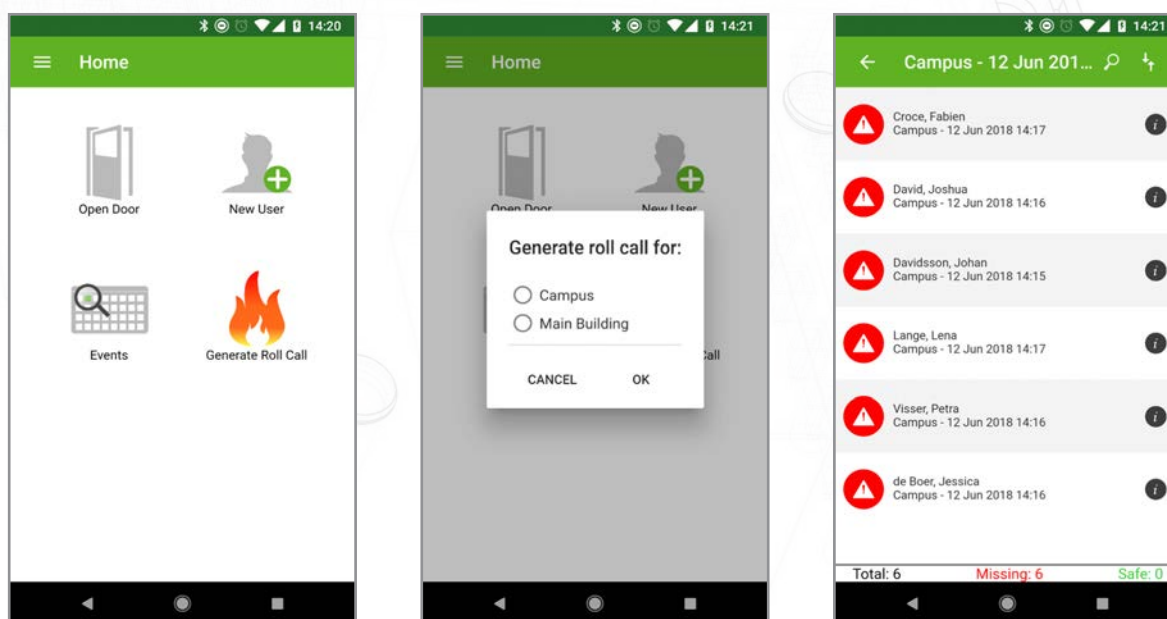 14:20
Home
Open Door
New User
Events
Generate Roll Call
14:21
Home
Open Door
New User
Generate roll call for:
Campus
Main Building
CANCEL
OK
14:21
Campus - 12 Jun 201...
Croce, Fabien
Campus - 12 Jun 2018 14:17
David, Joshua
Campus - 12 Jun 2018 14:16
Davidsson, Johan
Campus - 12 Jun 2018 14:15
Lange, Lena
Campus - 12 Jun 2018 14:17
Visser, Petra
Campus - 12 Jun 2018 14:16
de Boer, Jessica
Campus - 12 Jun 2018 14:16
Total: 6 Missing: 6 Safe: 0